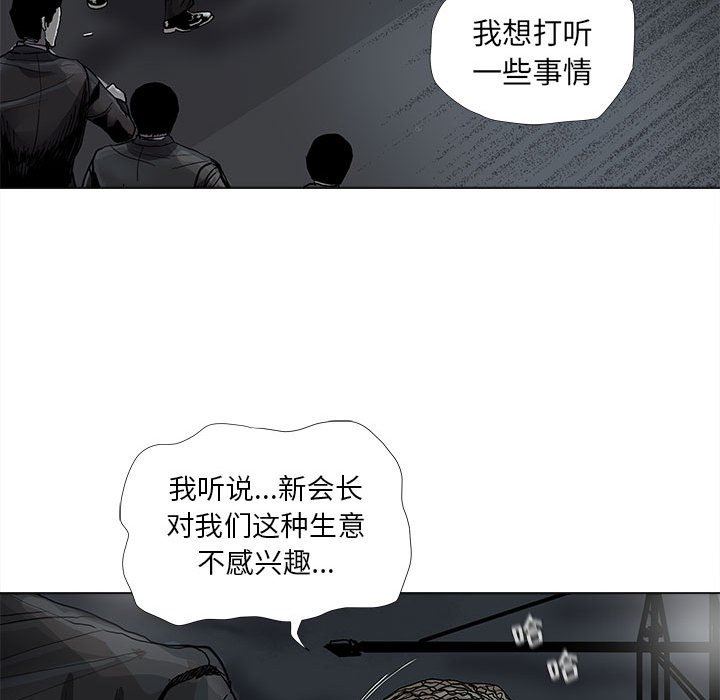 我想打听
一些事情
我听说...新会长
对我们这种生意
不感兴趣...
哈
哈